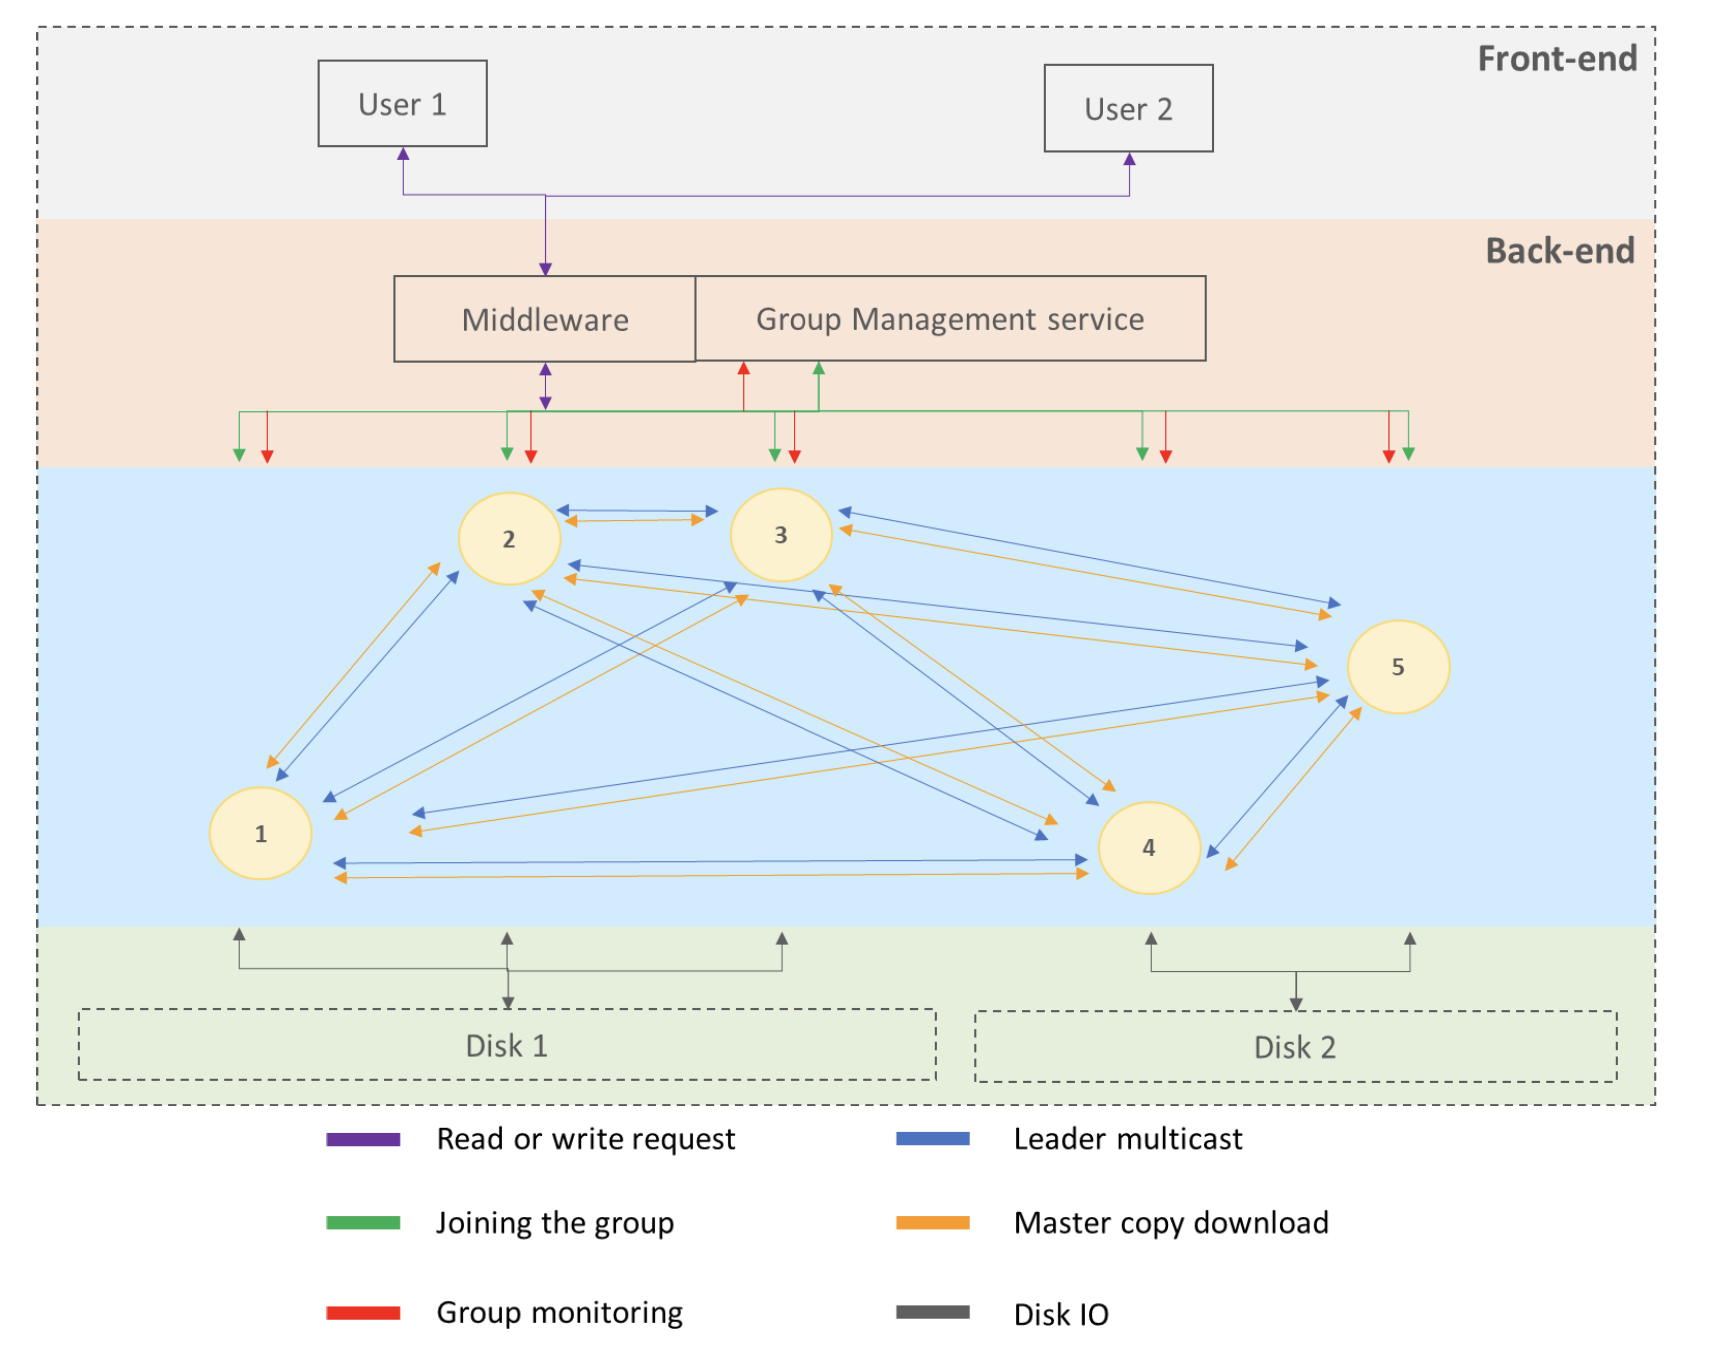 Front-end
User 1
User 2
Back-end
Middleware
Group Management service
2
3
5
1
4
Disk 1
Disk 2
Read or write request
Leader multicast
Joining the group
Master copy download
Group monitoring
Disk IO